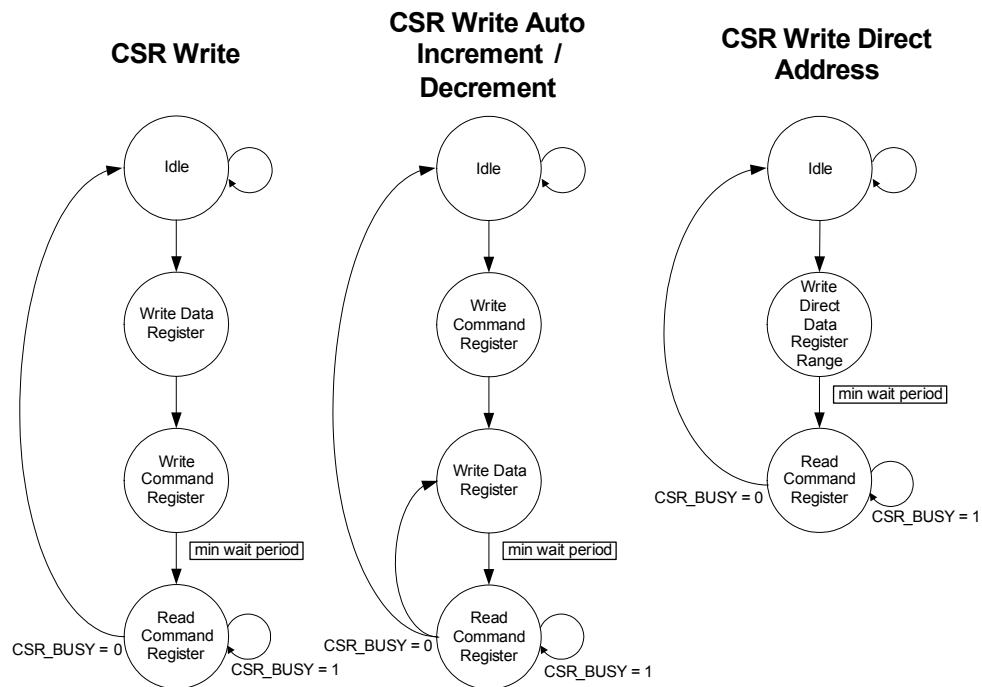 CSR Write
Idle
Write Data
Register
Write
Command
Register
min wait period
Read
Command
Register
CSR_BUSY = 0
CSR_BUSY = 1
CSR Write Auto
Increment /
Decrement
Idle
Write
Command
Register
Write Data
Register
min wait period
Read
Command
Register
CSR_BUSY = 0
CSR_BUSY = 1
CSR Write Direct
Address
Idle
Write
Direct
Data
Register
Range
min wait period
Read
Command
Register
CSR_BUSY = 0
CSR_BUSY = 1